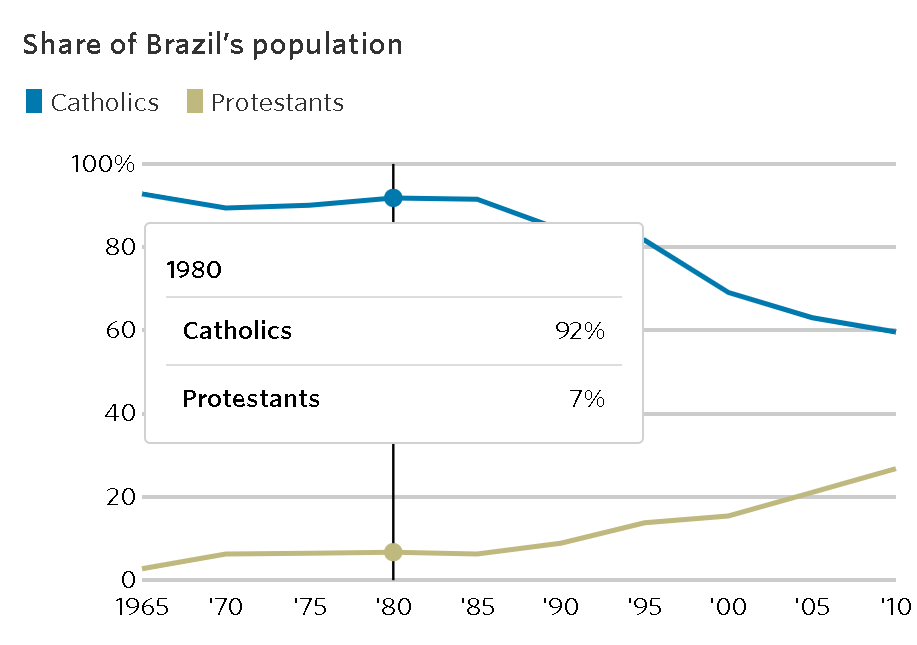 Share of Brazil’s population
Catholics Protestants
100%
80
1980
60
Catholics 92%
Protestants 7%
40
20
0
1965 '70 '75 '80 '85 '90 '95 '00 '05 '10